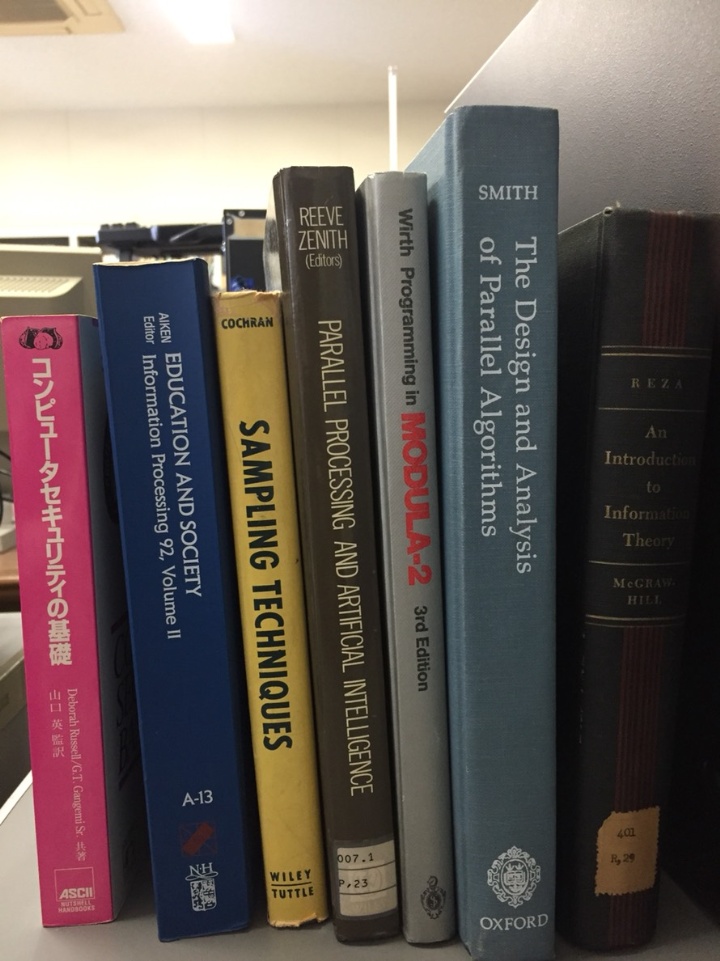 コンピュータセキュリティの基礎
Deborah Russell/G.T. Gangemi Sr. 共著
山口 英 監訳
ASCII
NUTSHELL
HANDBOOKS
AIKEN
Editor
EDUCATION AND SOCIETY
Information Processing 92, Volume II
A-13
N·H
COCHRAN
SAMPLING TECHNIQUES
WILEY
TUTTLE
REEVE
ZENITH
(Editors)
PARALLEL PROCESSING AND ARTIFICIAL INTELLIGENCE
007.1
P,23
Wirth Programming in MODULA-2 3rd Edition
SMITH
The Design and Analysis
of Parallel Algorithms
OXFORD
REZA
An
Introduction
to
Information
Theory
McGRAW-
HILL
401
R,29